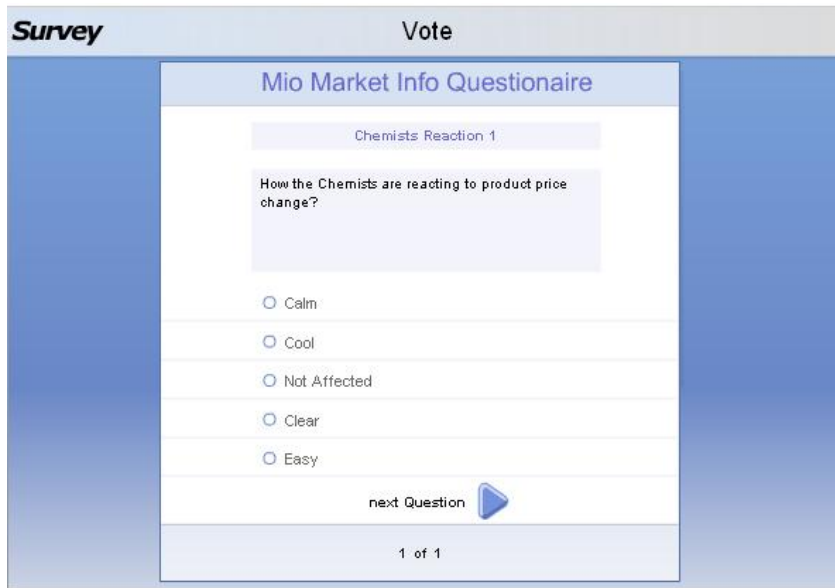 Survey
Vote
Mio Market Info Questionaire
Chemists Reaction 1
How the Chemists are reacting to product price
change?
Calm
Cool
Not Affected
Clear
Easy
next Question
1 of 1